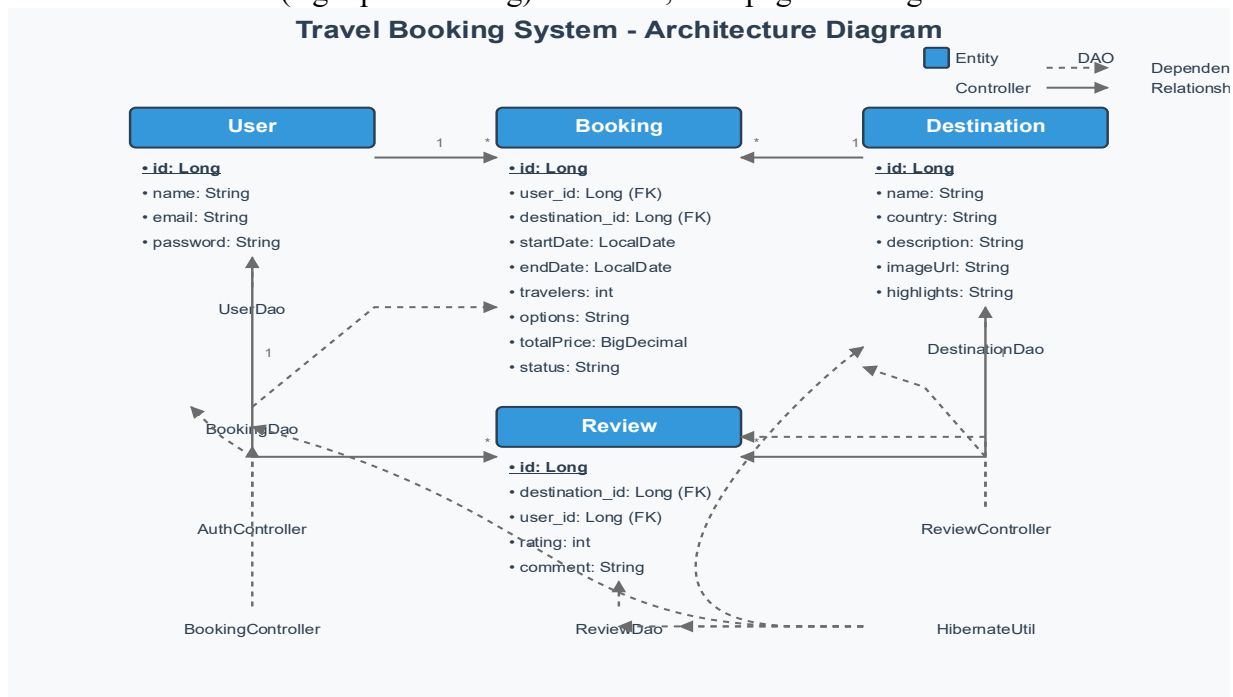 Travel Booking System - Architecture Diagram
Entity
DAO
Dependen
Controller
Relationsh
User
Booking
Destination
1
*
*
1
• id: Long
• name: String
• email: String
• password: String
• id: Long
• user_id: Long (FK)
• destination_id: Long (FK)
• startDate: LocalDate
• endDate: LocalDate
• travelers: int
• options: String
• totalPrice: BigDecimal
• status: String
• id: Long
• name: String
• country: String
• description: String
• imageUrl: String
• highlights: String
UserDao
1
DestinationDao
1
BookingDao
Review
*
*
• id: Long
• destination_id: Long (FK)
• user_id: Long (FK)
• rating: int
• comment: String
AuthController
ReviewController
BookingController
ReviewDao
HibernateUtil